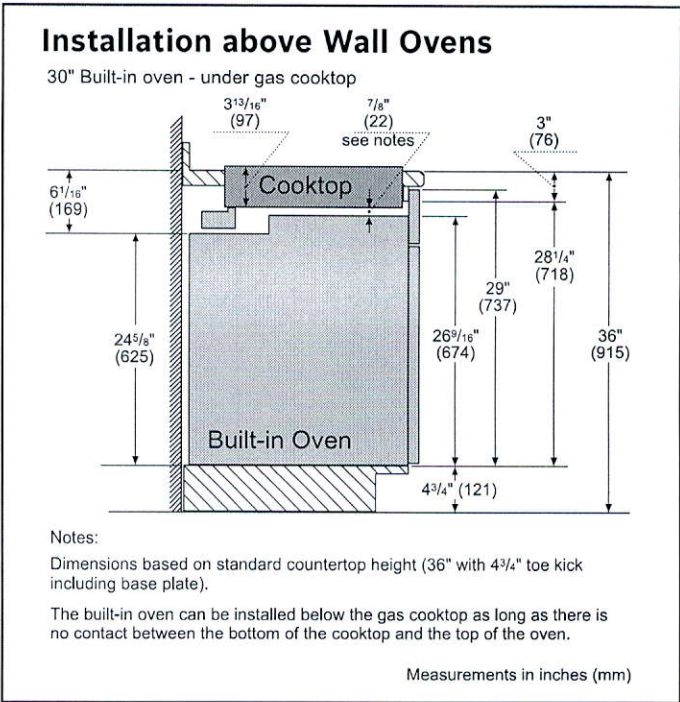 Installation above Wall Ovens
30" Built-in oven - under gas cooktop
3 13/16"
(97)
7/8"
(22)
see notes
3"
(76)
6 1/16"
(169)
Cooktop
28 1/4"
(718)
29"
(737)
24 5/8"
(625)
26 9/16"
(674)
36"
(915)
Built-in Oven
4 3/4" (121)
Notes:
Dimensions based on standard countertop height (36" with 4 3/4" toe kick
including base plate).
The built-in oven can be installed below the gas cooktop as long as there is
no contact between the bottom of the cooktop and the top of the oven.
Measurements in inches (mm)